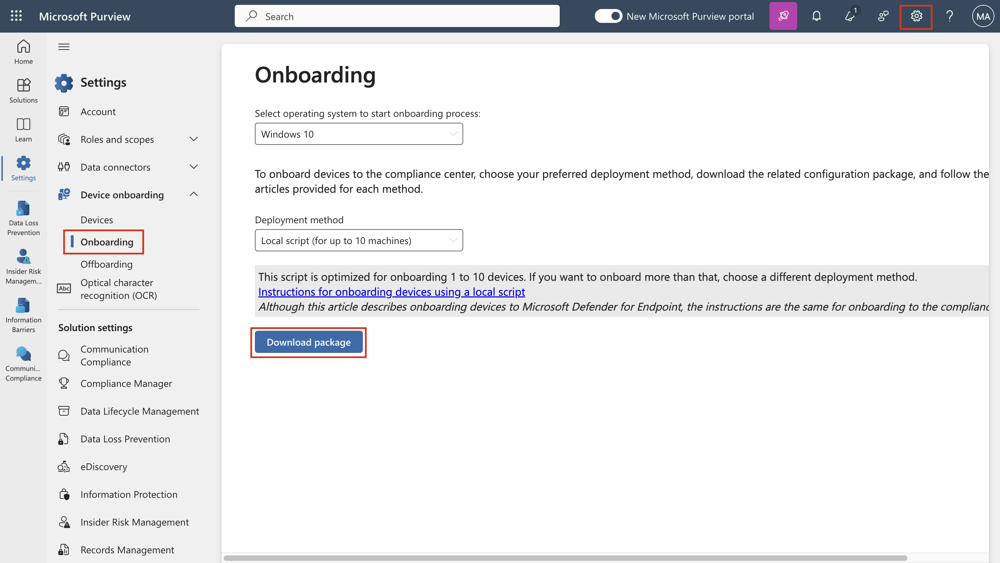 Microsoft Purview
Search
New Microsoft Purview portal
1
MA
Home
Solutions
Learn
Settings
Data Loss
Prevention
Insider Risk
Managem...
Information
Barriers
Communi...
Compliance
Settings
Account
Roles and scopes
Data connectors
Device onboarding
Devices
Onboarding
Offboarding
Abc
Optical character
recognition (OCR)
Solution settings
Communication
Compliance
Compliance Manager
Data Lifecycle Management
Data Loss Prevention
eDiscovery
Information Protection
Insider Risk Management
Records Management
Onboarding
Select operating system to start onboarding process:
Windows 10
To onboard devices to the compliance center, choose your preferred deployment method, download the related configuration package, and follow the
articles provided for each method.
Deployment method
Local script (for up to 10 machines)
This script is optimized for onboarding 1 to 10 devices. If you want to onboard more than that, choose a different deployment method.
Instructions for onboarding devices using a local script
Although this article describes onboarding devices to Microsoft Defender for Endpoint, the instructions are the same for onboarding to the complianc
Download package